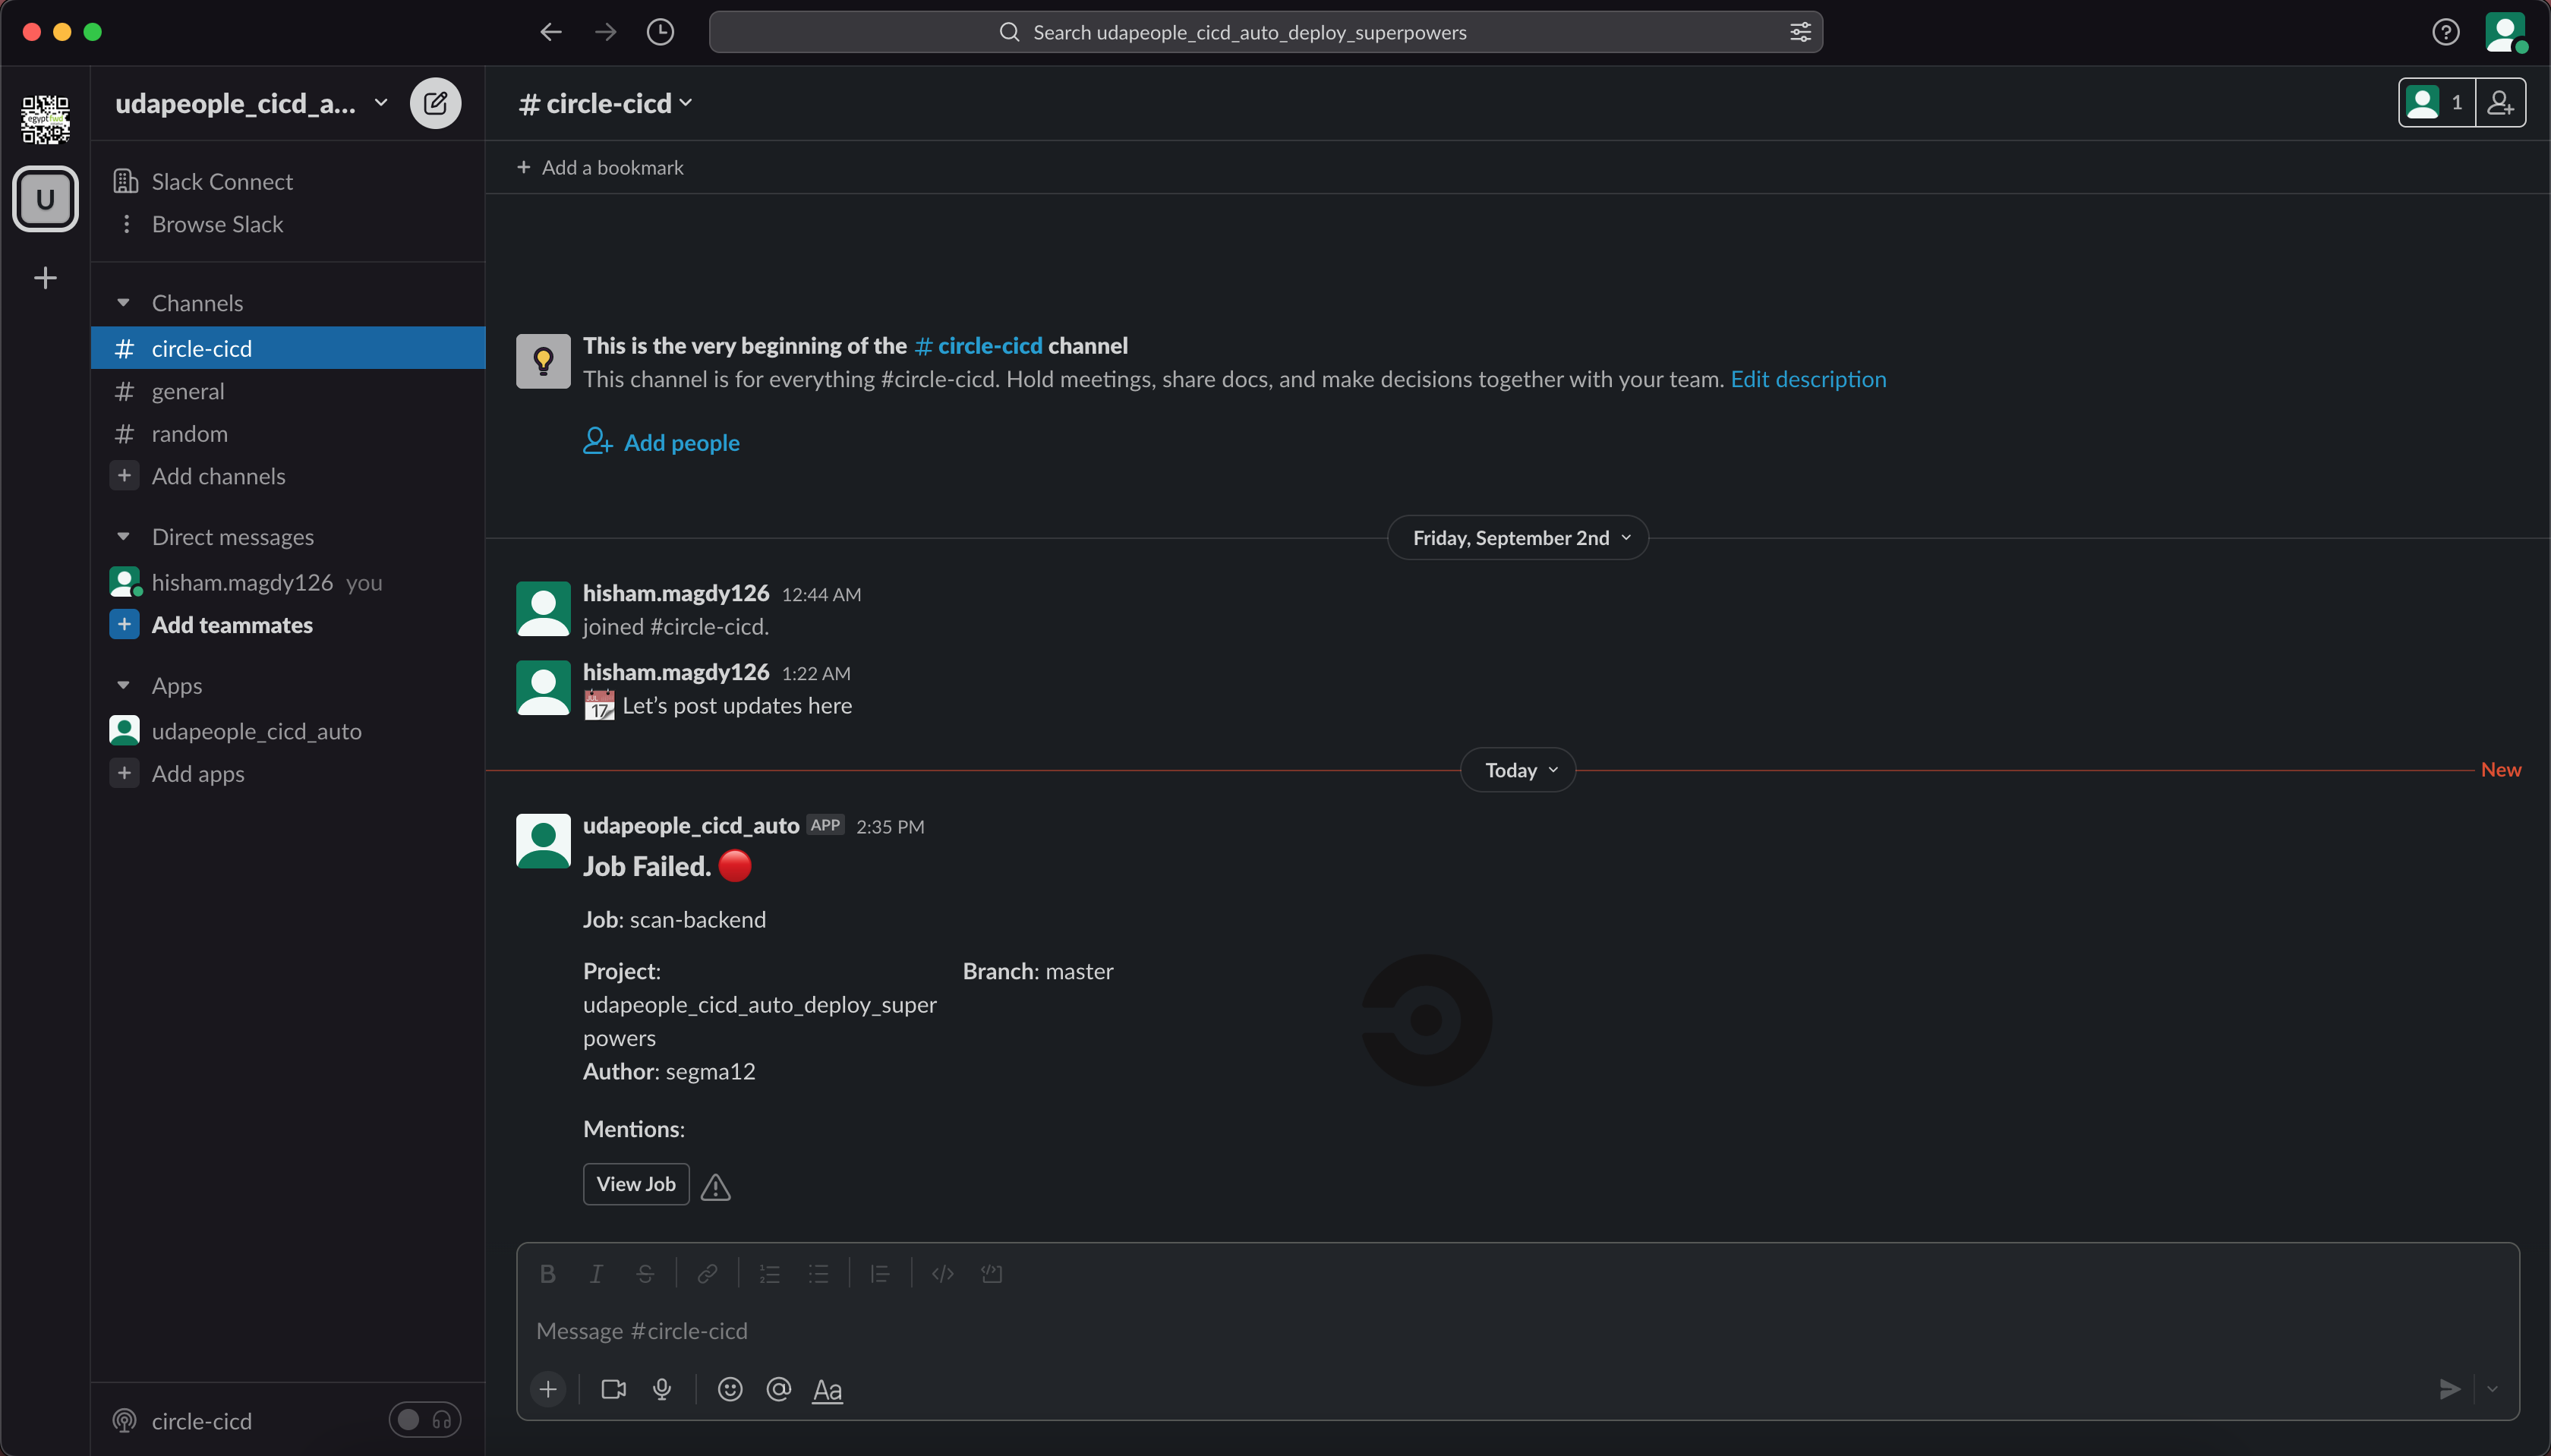 Search udapeople_cicd_auto_deploy_superpowers
egyptfwd
U
udapeople_cicd_a...
Slack Connect
Browse Slack
Channels
# circle-cicd
# general
# random
+ Add channels
Direct messages
hisham.magdy126 you
+ Add teammates
Apps
udapeople_cicd_auto
+ Add apps
circle-cicd
# circle-cicd
1
+ Add a bookmark
This is the very beginning of the # circle-cicd channel
This channel is for everything #circle-cicd. Hold meetings, share docs, and make decisions together with your team. Edit description
Add people
Friday, September 2nd
hisham.magdy126 12:44 AM
joined #circle-cicd.
hisham.magdy126 1:22 AM
JUL 17 Let’s post updates here
Today
New
udapeople_cicd_auto APP 2:35 PM
Job Failed.
Job: scan-backend
Project:
udapeople_cicd_auto_deploy_super
powers
Branch: master
Author: segma12
Mentions:
View Job
B I S
Message #circle-cicd
+ @ Aa